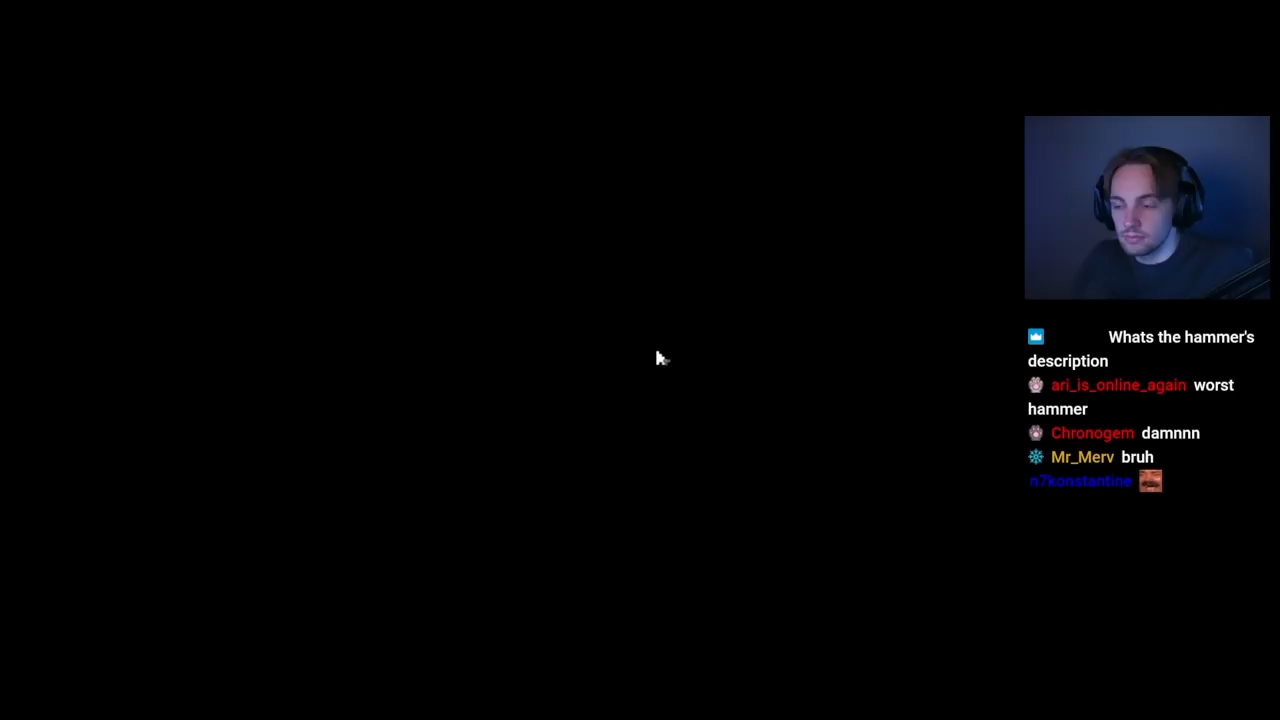 Whats the hammer's
description
ari_is_online_again worst
hammer
Chronogem damnnn
Mr_Merv bruh
n7konstantine